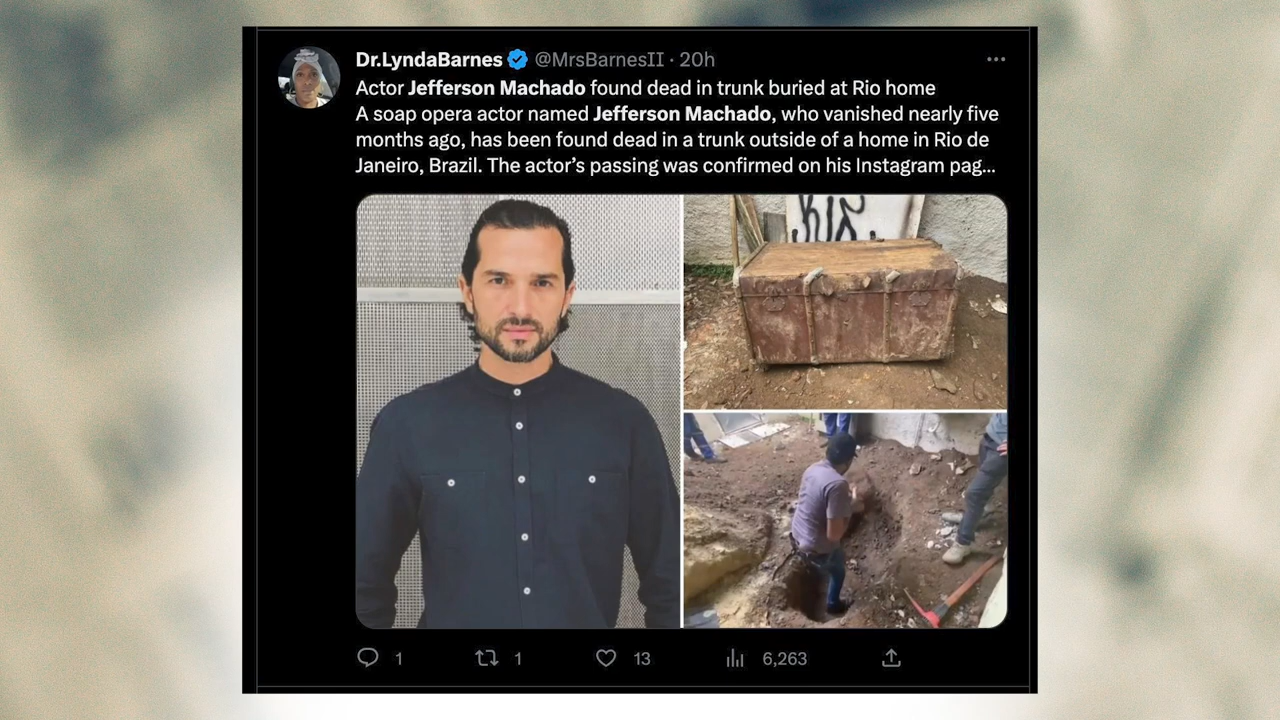 Dr.LyndaBarnes @MrsBarnesII · 20h
Actor Jefferson Machado found dead in trunk buried at Rio home
A soap opera actor named Jefferson Machado, who vanished nearly five
months ago, has been found dead in a trunk outside of a home in Rio de
Janeiro, Brazil. The actor’s passing was confirmed on his Instagram pag...
1 1 13 6,263